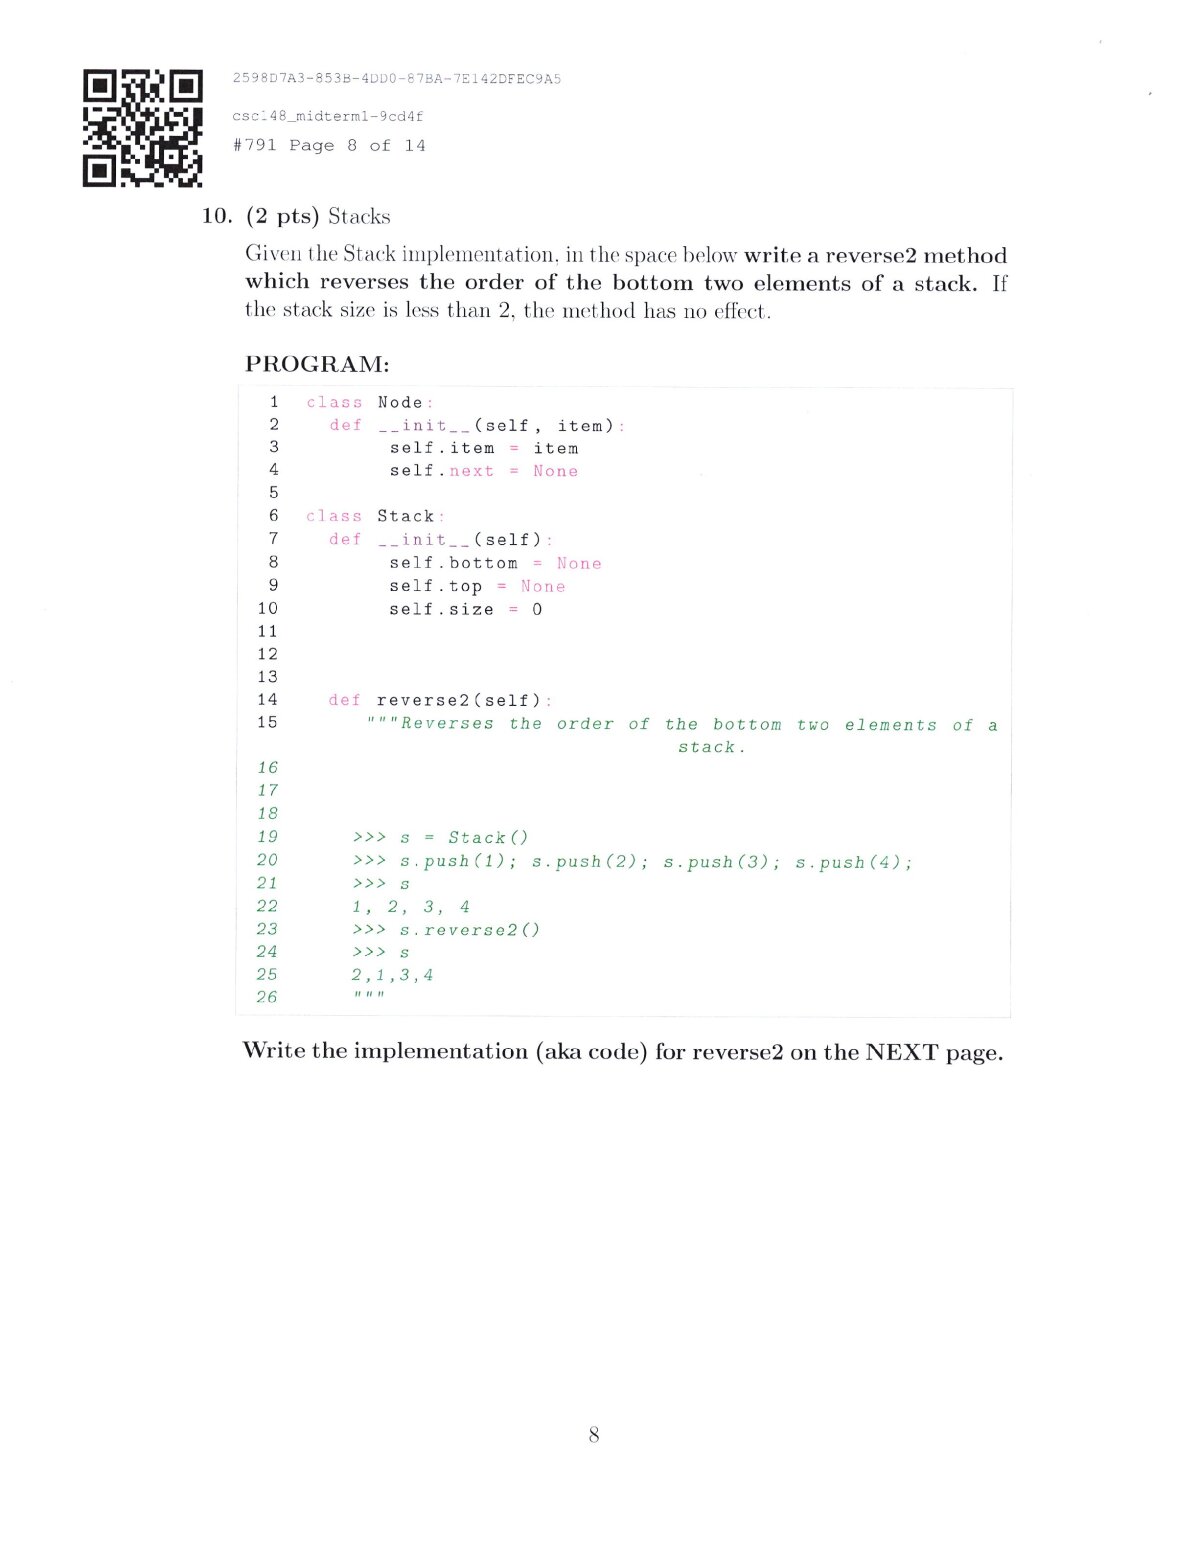 2598D7A3-853B-4DD0-87BA-7E142DFEC9A5
csc148_midterm1-9cd4f
#791 Page 8 of 14
10. (2 pts) Stacks
Given the Stack implementation, in the space below write a reverse2 method
which reverses the order of the bottom two elements of a stack. If
the stack size is less than 2, the method has no effect.
PROGRAM:
1 class Node:
2 def __init__(self, item):
3 self.item = item
4 self.next = None
5
6 class Stack:
7 def __init__(self):
8 self.bottom = None
9 self.top = None
10 self.size = 0
11
12
13
14 def reverse2(self):
15 """Reverses the order of the bottom two elements of a
stack.
16
17
18
19 >>> s = Stack()
20 >>> s.push(1); s.push(2); s.push(3); s.push(4);
21 >>> s
22 1, 2, 3, 4
23 >>> s.reverse2()
24 >>> s
25 2,1,3,4
26 """
Write the implementation (aka code) for reverse2 on the NEXT page.
8